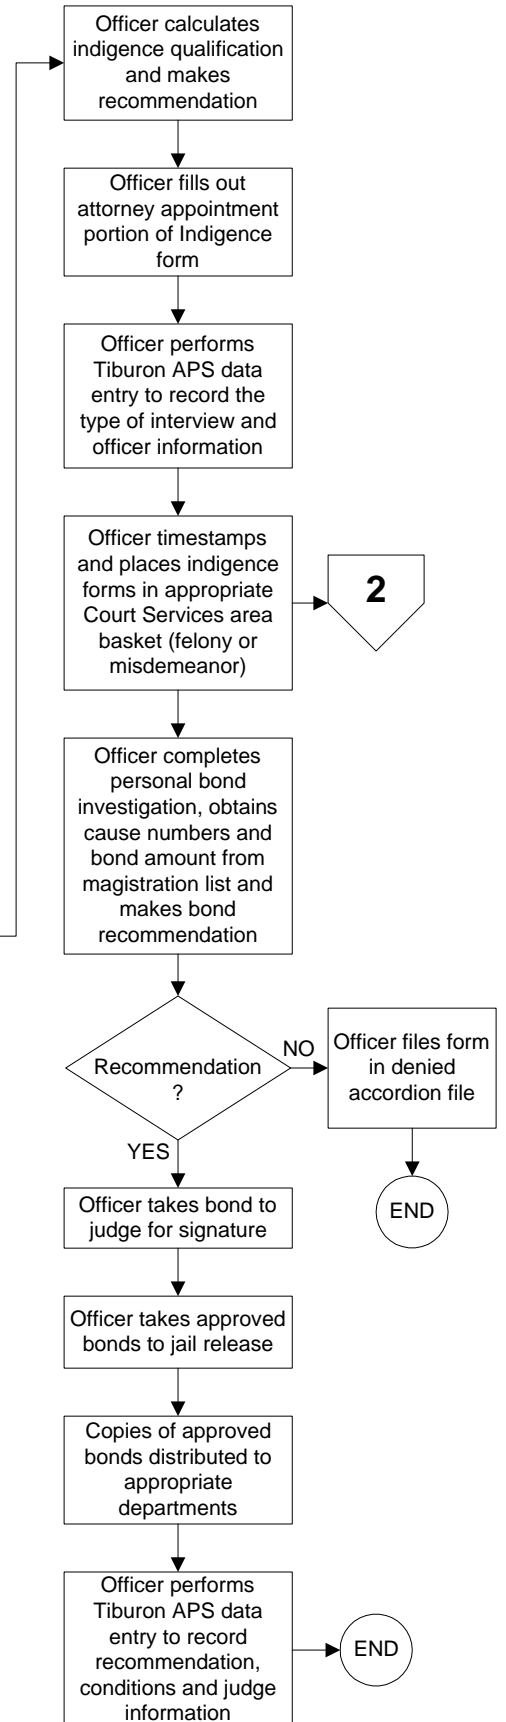 Officer calculates
indigence qualification
and makes
recommendation
Officer fills out
attorney appointment
portion of Indigence
form
Officer performs
Tiburon APS data
entry to record the
type of interview and
officer information
Officer timestamps
and places indigence
forms in appropriate
Court Services area
basket (felony or
misdemeanor)
2
Officer completes
personal bond
investigation, obtains
cause numbers and
bond amount from
magistration list and
makes bond
recommendation
Recommendation
?
NO
Officer files form
in denied
accordion file
END
YES
Officer takes bond to
judge for signature
Officer takes approved
bonds to jail release
Copies of approved
bonds distributed to
appropriate
departments
Officer performs
Tiburon APS data
entry to record
recommendation,
conditions and judge
information
END